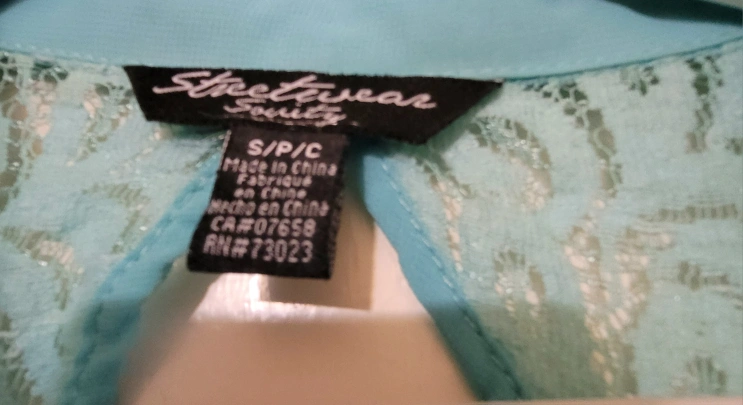 Streetwear
Society
S/P/C
Made in China
Fabriqué
en Chine
Hecho en China
CA#07658
RN#73023